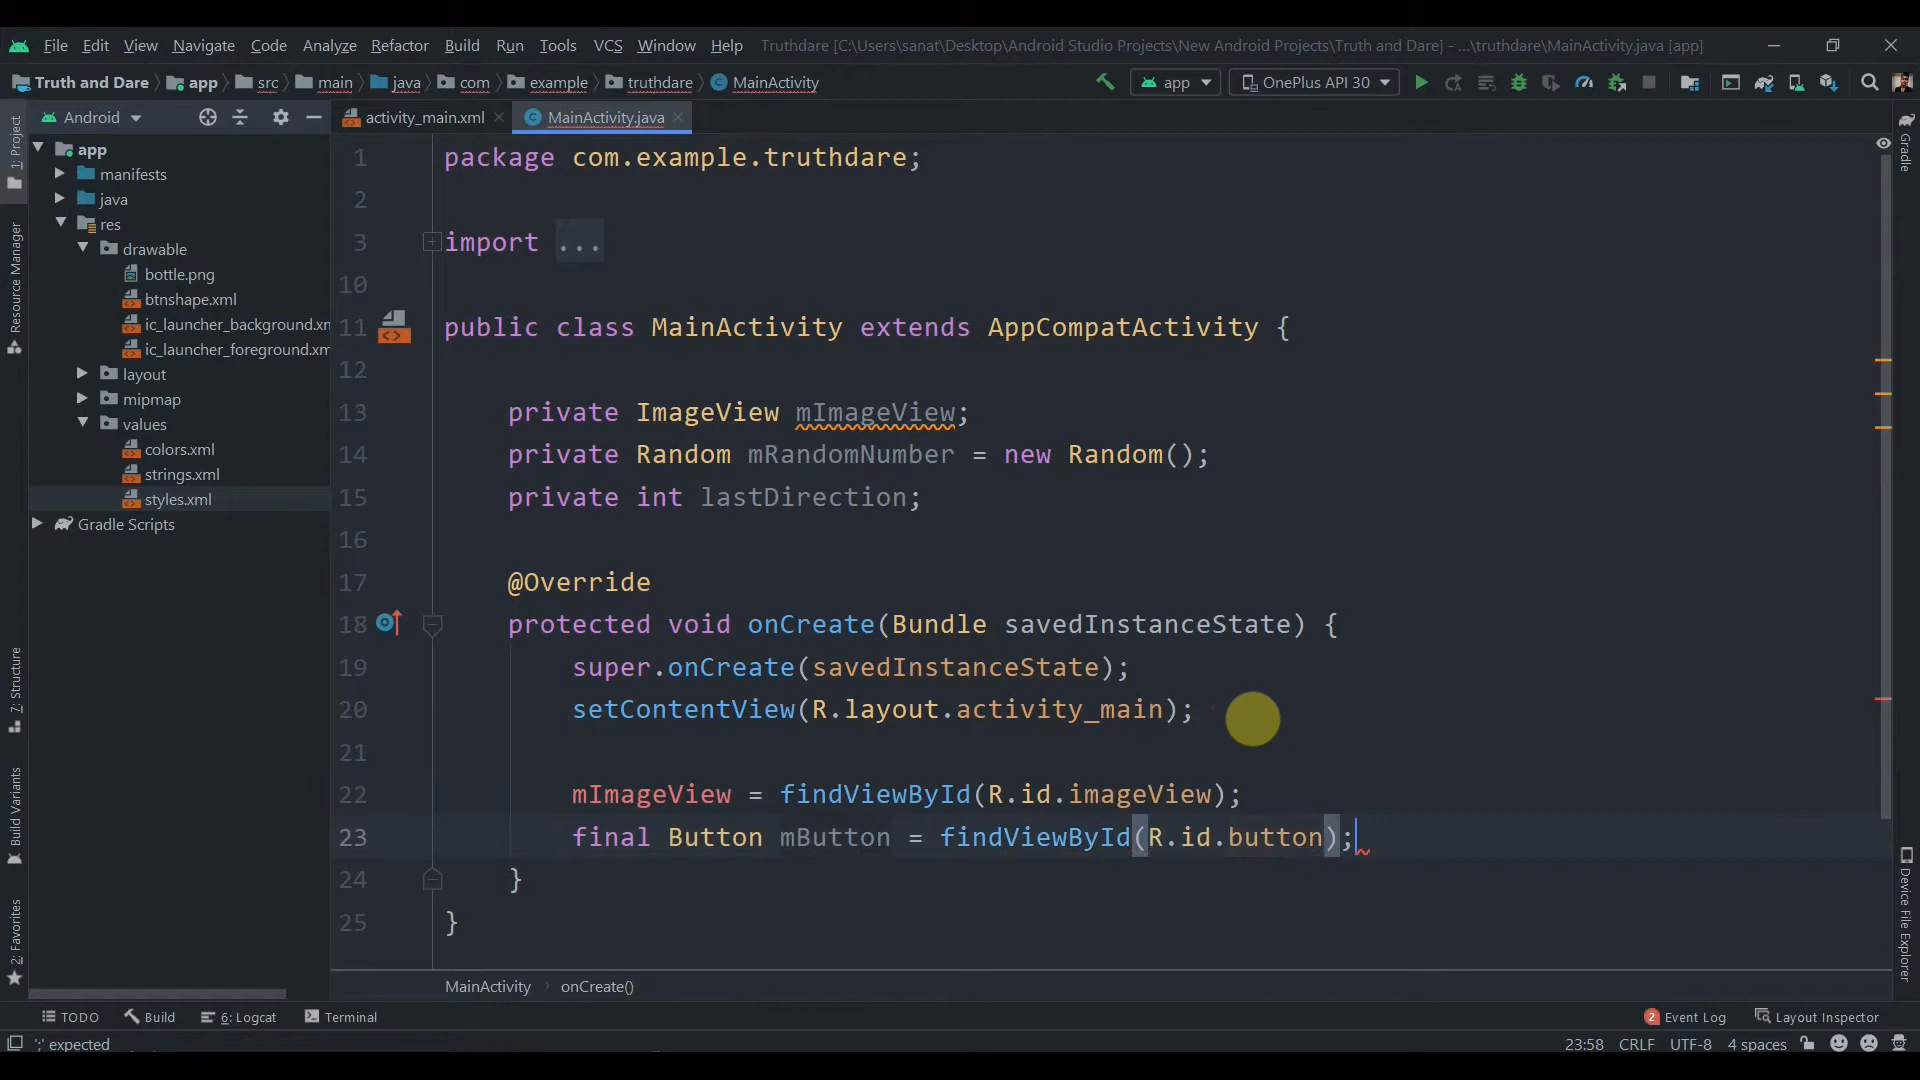 File Edit View Navigate Code Analyze Refactor Build Run Tools VCS Window Help Truthdare [C:\Users\sanat\Desktop\Android Studio Projects\New Android Projects\Truth and Dare] - ...\truthdare\MainActivity.java [app]
Truth and Dare app src main java com example truthdare MainActivity app OnePlus API 30
Android activity_main.xml MainActivity.java
app
manifests
java
res
drawable
bottle.png
btnshape.xml
ic_launcher_background.xm
ic_launcher_foreground.xm
layout
mipmap
values
colors.xml
strings.xml
styles.xml
Gradle Scripts
1: Project
Resource Manager
7: Structure
Build Variants
2: Favorites
1 package com.example.truthdare;
2
3 import ...
10
11 public class MainActivity extends AppCompatActivity {
12
13 private ImageView mImageView;
14 private Random mRandomNumber = new Random();
15 private int lastDirection;
16
17 @Override
18 protected void onCreate(Bundle savedInstanceState) {
19 super.onCreate(savedInstanceState);
20 setContentView(R.layout.activity_main);
21
22 mImageView = findViewById(R.id.imageView);
23 final Button mButton = findViewById(R.id.button);
24 }
25 }
Gradle
Device File Explorer
MainActivity onCreate()
TODO Build 6: Logcat Terminal 2 Event Log Layout Inspector
';' expected 23:58 CRLF UTF-8 4 spaces